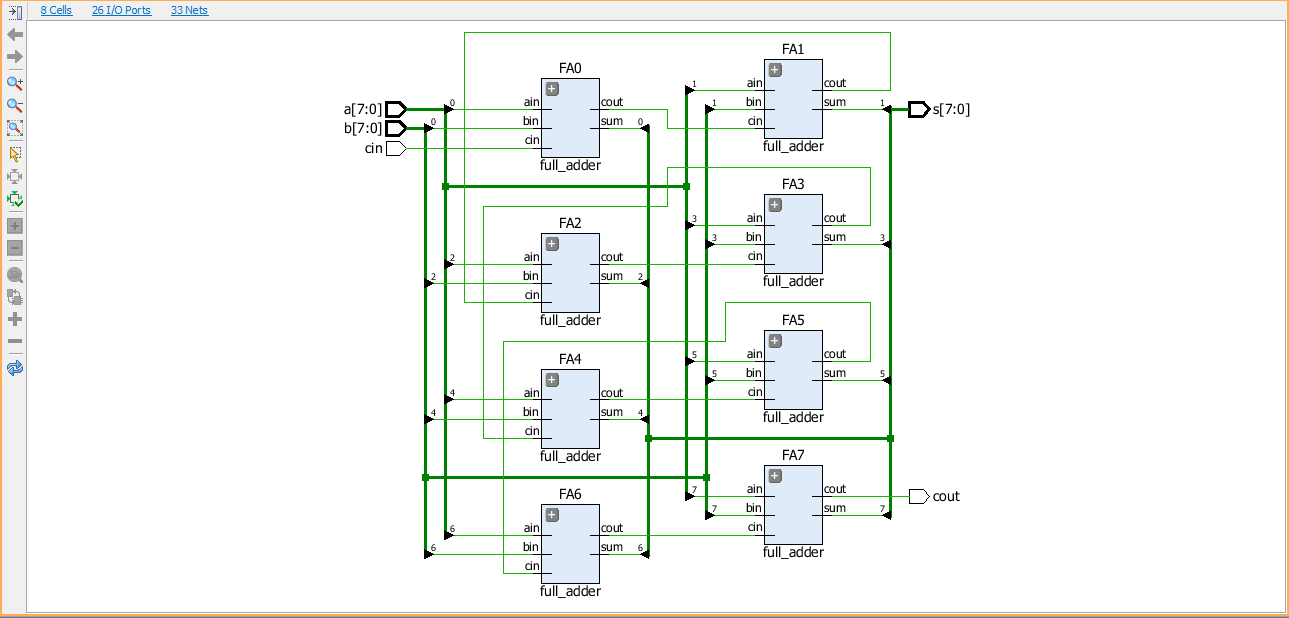 8 Cells 26 I/O Ports 33 Nets
FA1
FA0
ain cout 1
bin sum 1 1
cin
full_adder
a[7:0] 0 ain cout
b[7:0] 0 bin sum 0
cin cin
full_adder
s[7:0]
FA3
3 ain cout
3 bin sum 3
cin
full_adder
FA2
2 ain cout
2 bin sum 2
cin
full_adder
FA5
5 ain cout
5 bin sum 5
cin
full_adder
FA4
4 ain cout
4 bin sum 4
cin
full_adder
FA7
7 ain cout cout
7 bin sum 7
cin
full_adder
FA6
6 ain cout
6 bin sum 6
cin
full_adder